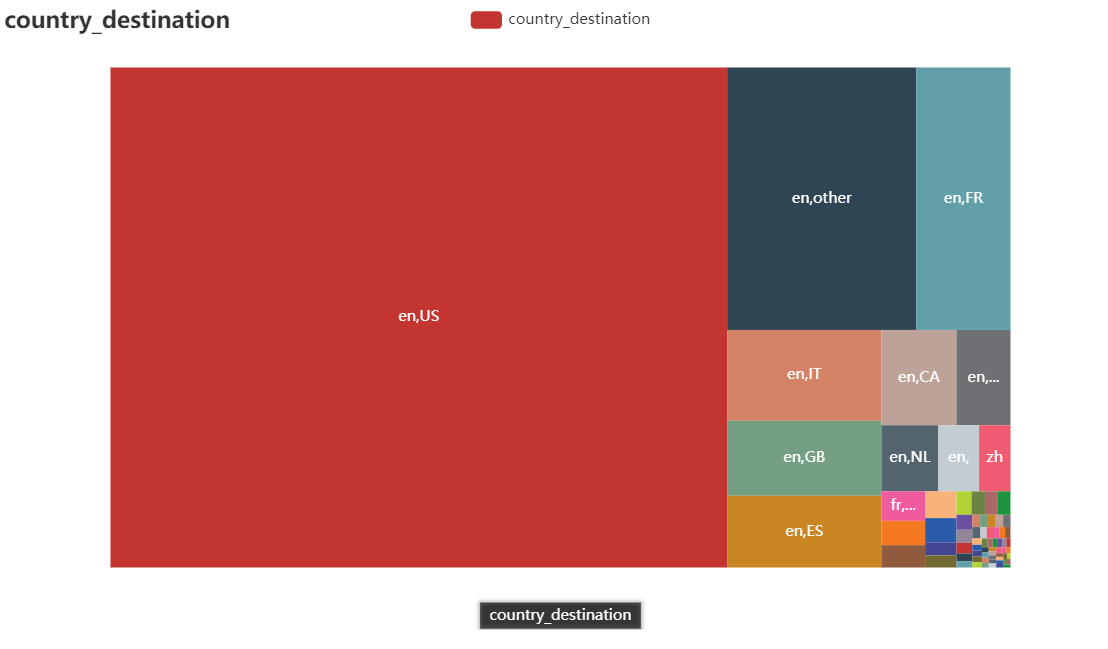 country_destination
country_destination
en,US
en,other
en,FR
en,IT
en,CA
en,...
en,GB
en,NL
en,
zh
fr,...
en,ES
country_destination